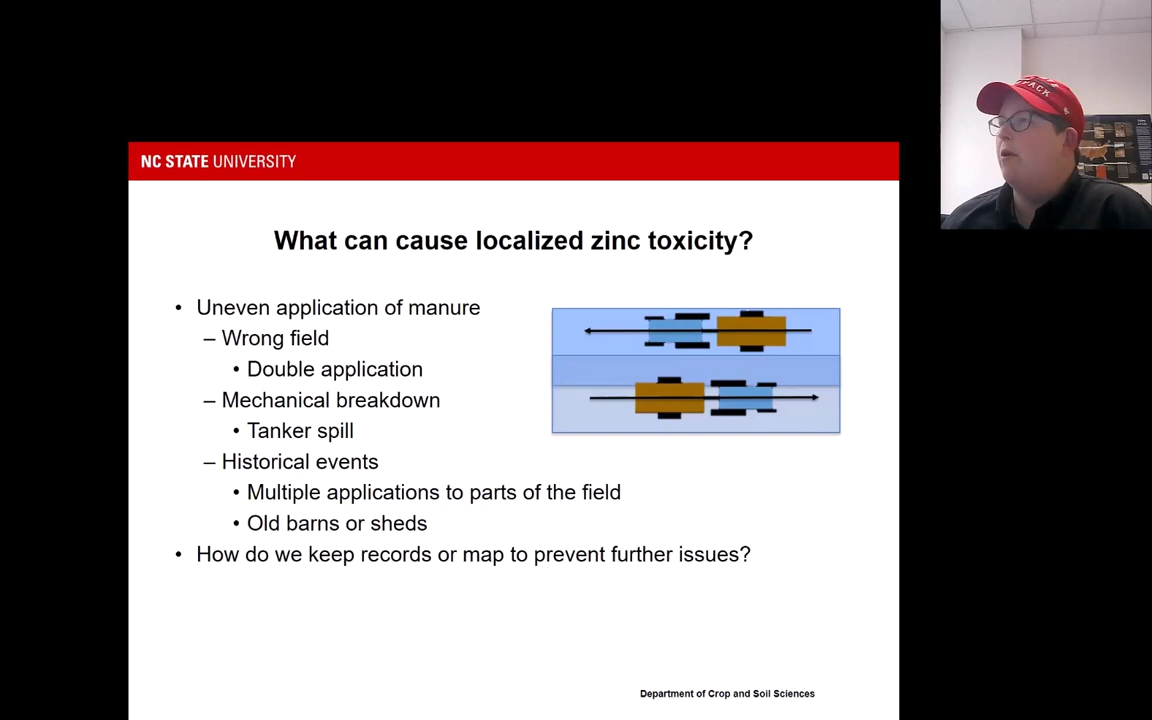 NC STATE UNIVERSITY
What can cause localized zinc toxicity?
• Uneven application of manure
– Wrong field
• Double application
– Mechanical breakdown
• Tanker spill
– Historical events
• Multiple applications to parts of the field
• Old barns or sheds
• How do we keep records or map to prevent further issues?
Department of Crop and Soil Sciences